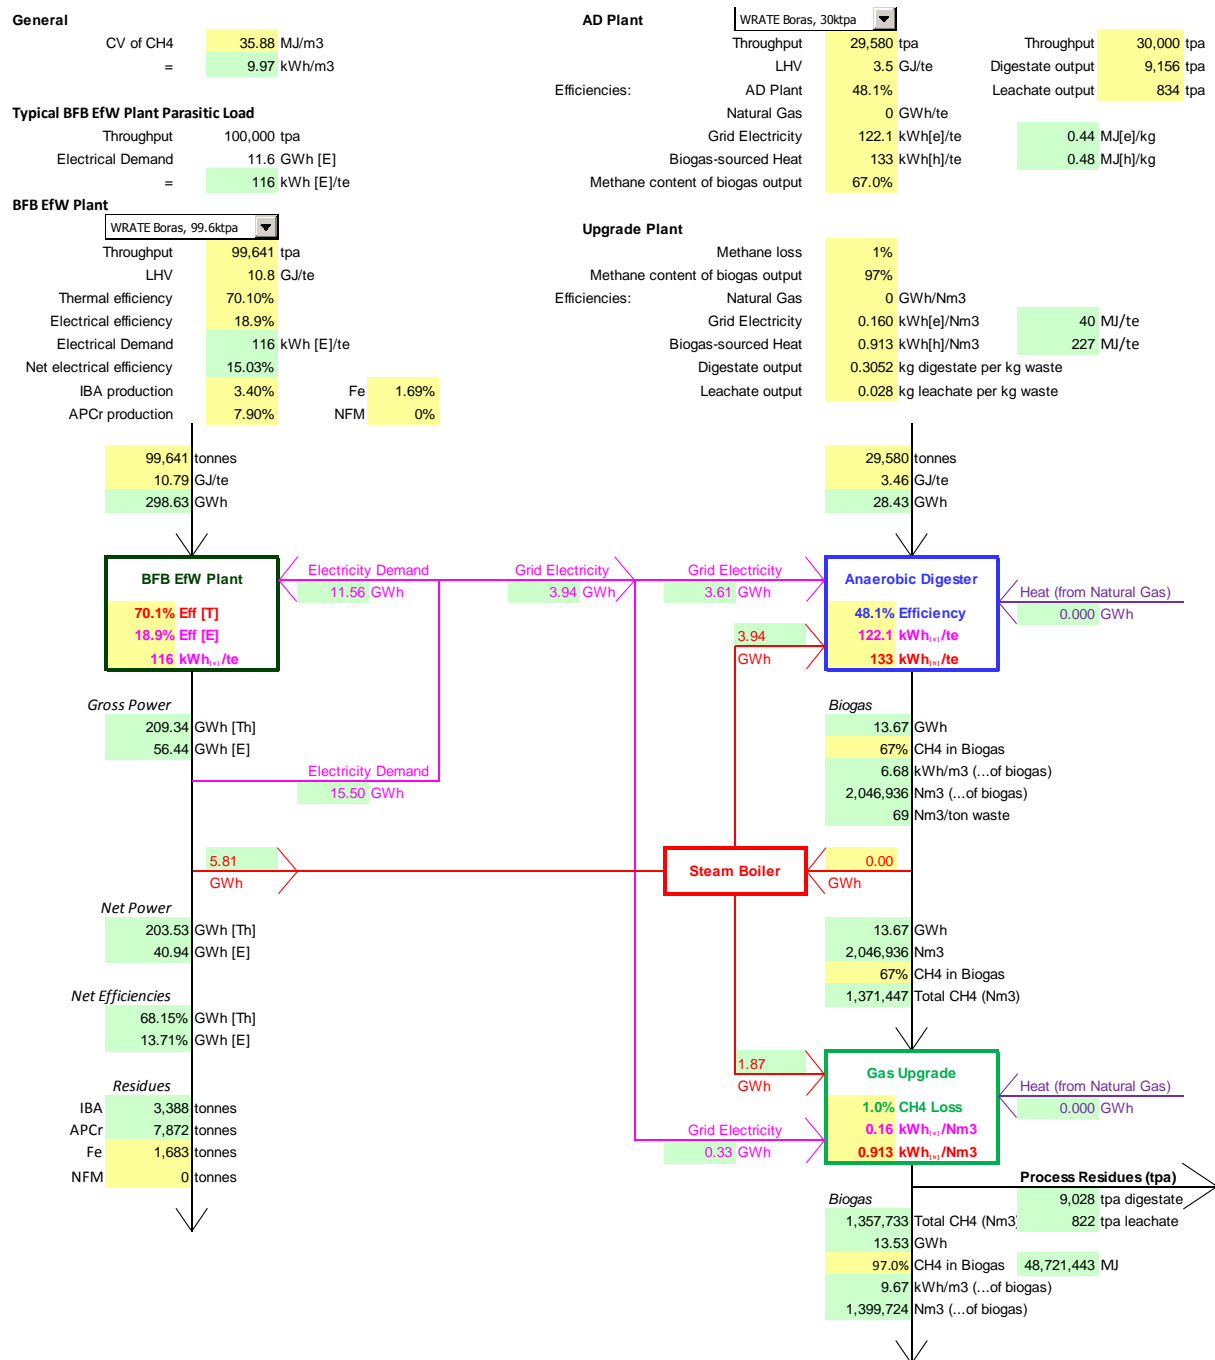 General
CV of CH4 35.88 MJ/m3
= 9.97 kWh/m3
Typical BFB EfW Plant Parasitic Load
Throughput 100,000 tpa
Electrical Demand 11.6 GWh [E]
= 116 kWh [E]/te
BFB EfW Plant
WRATE Boras, 99.6ktpa
Throughput 99,641 tpa
LHV 10.8 GJ/te
Thermal efficiency 70.10%
Electrical efficiency 18.9%
Electrical Demand 116 kWh [E]/te
Net electrical efficiency 15.03%
IBA production 3.40% Fe 1.69%
APCr production 7.90% NFM 0%
AD Plant WRATE Boras, 30ktpa
Throughput 29,580 tpa Throughput 30,000 tpa
LHV 3.5 GJ/te Digestate output 9,156 tpa
Efficiencies: AD Plant 48.1% Leachate output 834 tpa
Natural Gas 0 GWh/te
Grid Electricity 122.1 kWh[e]/te 0.44 MJ[e]/kg
Biogas-sourced Heat 133 kWh[h]/te 0.48 MJ[h]/kg
Methane content of biogas output 67.0%
Upgrade Plant
Methane loss 1%
Methane content of biogas output 97%
Efficiencies: Natural Gas 0 GWh/Nm3
Grid Electricity 0.160 kWh[e]/Nm3 40 MJ/te
Biogas-sourced Heat 0.913 kWh[h]/Nm3 227 MJ/te
Digestate output 0.3052 kg digestate per kg waste
Leachate output 0.028 kg leachate per kg waste
99,641 tonnes
10.79 GJ/te
298.63 GWh
29,580 tonnes
3.46 GJ/te
28.43 GWh
BFB EfW Plant
70.1% Eff [T]
18.9% Eff [E]
116 kWh[e]/te
Electricity Demand
11.56 GWh
Grid Electricity
3.94 GWh
Grid Electricity
3.61 GWh
Anaerobic Digester
48.1% Efficiency
122.1 kWh[e]/te
133 kWh[h]/te
Heat (from Natural Gas)
0.000 GWh
3.94
GWh
Gross Power
209.34 GWh [Th]
56.44 GWh [E]
Electricity Demand
15.50 GWh
Biogas
13.67 GWh
67% CH4 in Biogas
6.68 kWh/m3 (...of biogas)
2,046,936 Nm3 (...of biogas)
69 Nm3/ton waste
5.81
GWh
Steam Boiler
0.00
GWh
Net Power
203.53 GWh [Th]
40.94 GWh [E]
13.67 GWh
2,046,936 Nm3
67% CH4 in Biogas
1,371,447 Total CH4 (Nm3)
Net Efficiencies
68.15% GWh [Th]
13.71% GWh [E]
1.87
GWh
Gas Upgrade
1.0% CH4 Loss
0.16 kWh[e]/Nm3
0.913 kWh[h]/Nm3
Heat (from Natural Gas)
0.000 GWh
Grid Electricity
0.33 GWh
Residues
IBA 3,388 tonnes
APCr 7,872 tonnes
Fe 1,683 tonnes
NFM 0 tonnes
Process Residues (tpa)
9,028 tpa digestate
822 tpa leachate
Biogas
1,357,733 Total CH4 (Nm3)
13.53 GWh
97.0% CH4 in Biogas 48,721,443 MJ
9.67 kWh/m3 (...of biogas)
1,399,724 Nm3 (...of biogas)